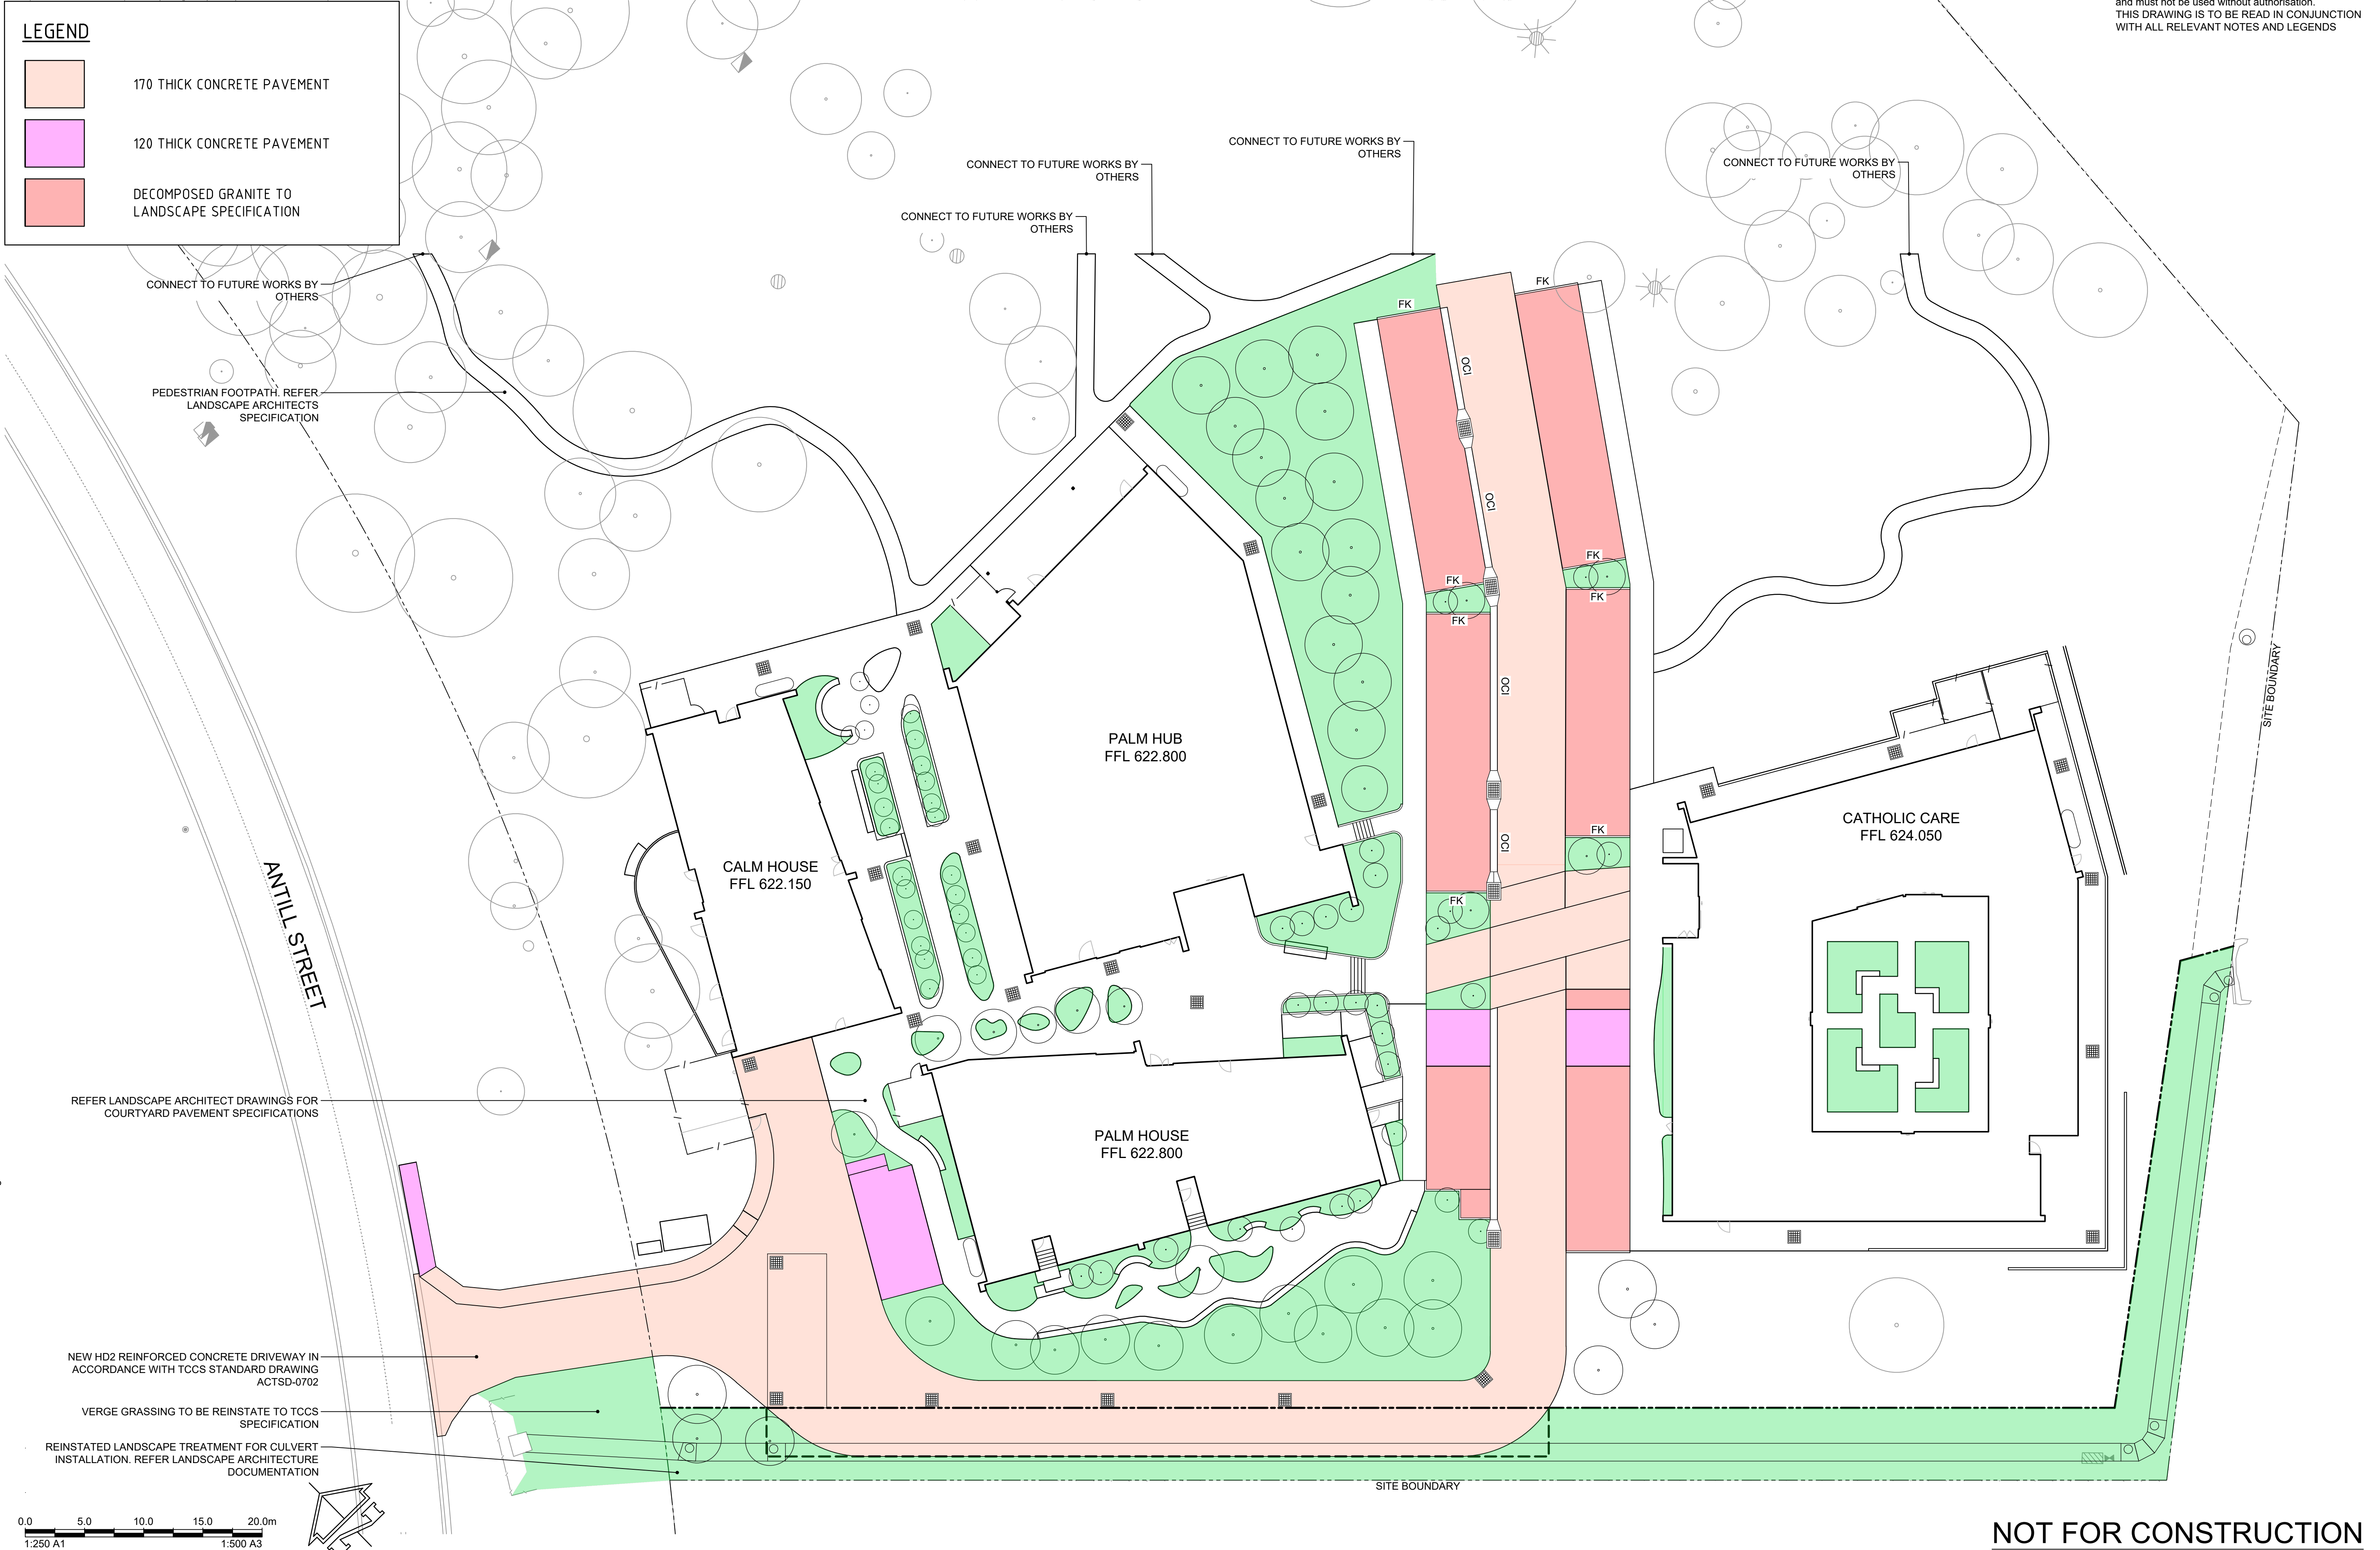 and must not be used without authorisation.
THIS DRAWING IS TO BE READ IN CONJUNCTION
WITH ALL RELEVANT NOTES AND LEGENDS
LEGEND
170 THICK CONCRETE PAVEMENT
120 THICK CONCRETE PAVEMENT
DECOMPOSED GRANITE TO
LANDSCAPE SPECIFICATION
CONNECT TO FUTURE WORKS BY
OTHERS
CONNECT TO FUTURE WORKS BY
OTHERS
CONNECT TO FUTURE WORKS BY
OTHERS
CONNECT TO FUTURE WORKS BY
OTHERS
CONNECT TO FUTURE WORKS BY
OTHERS
PEDESTRIAN FOOTPATH. REFER
LANDSCAPE ARCHITECTS
SPECIFICATION
FK
FK
OCI
OCI
FK
FK
FK
FK
OCI
SITE BOUNDARY
PALM HUB
FFL 622.800
CATHOLIC CARE
FFL 624.050
FK
OCI
CALM HOUSE
FFL 622.150
FK
ANTILL STREET
REFER LANDSCAPE ARCHITECT DRAWINGS FOR
COURTYARD PAVEMENT SPECIFICATIONS
PALM HOUSE
FFL 622.800
NEW HD2 REINFORCED CONCRETE DRIVEWAY IN
ACCORDANCE WITH TCCS STANDARD DRAWING
ACTSD-0702
VERGE GRASSING TO BE REINSTATE TO TCCS
SPECIFICATION
REINSTATED LANDSCAPE TREATMENT FOR CULVERT
INSTALLATION. REFER LANDSCAPE ARCHITECTURE
DOCUMENTATION
SITE BOUNDARY
0.0 5.0 10.0 15.0 20.0m
1:250 A1 1:500 A3
NOT FOR CONSTRUCTION